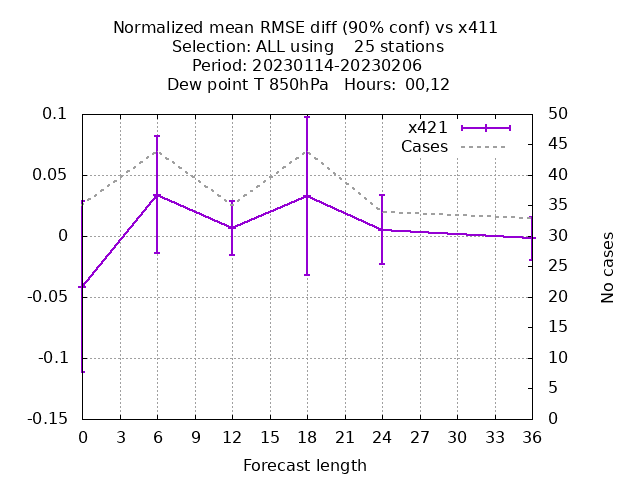 Normalized mean RMSE diff (90% conf) vs x411
Selection: ALL using    25 stations
Period: 20230114-20230206
Dew point T 850hPa   Hours:  00,12
0.1
0.05
0
-0.05
-0.1
-0.15
50
45
40
35
30
25
20
15
10
5
0
x421
Cases
No cases
0 3 6 9 12 15 18 21 24 27 30 33 36
Forecast length